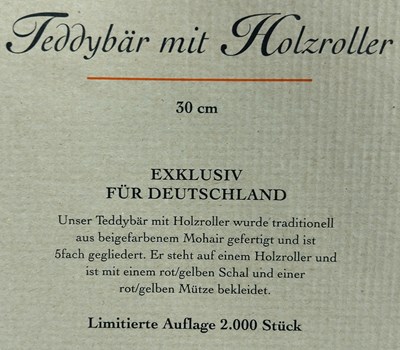 Teddybär mit Holzroller
30 cm
EXKLUSIV
FÜR DEUTSCHLAND
Unser Teddybär mit Holzroller wurde traditionell
aus beigefarbenem Mohair gefertigt und ist
5fach gegliedert. Er steht auf einem Holzroller und
ist mit einem rot/gelben Schal und einer
rot/gelben Mütze bekleidet.
Limitierte Auflage 2.000 Stück